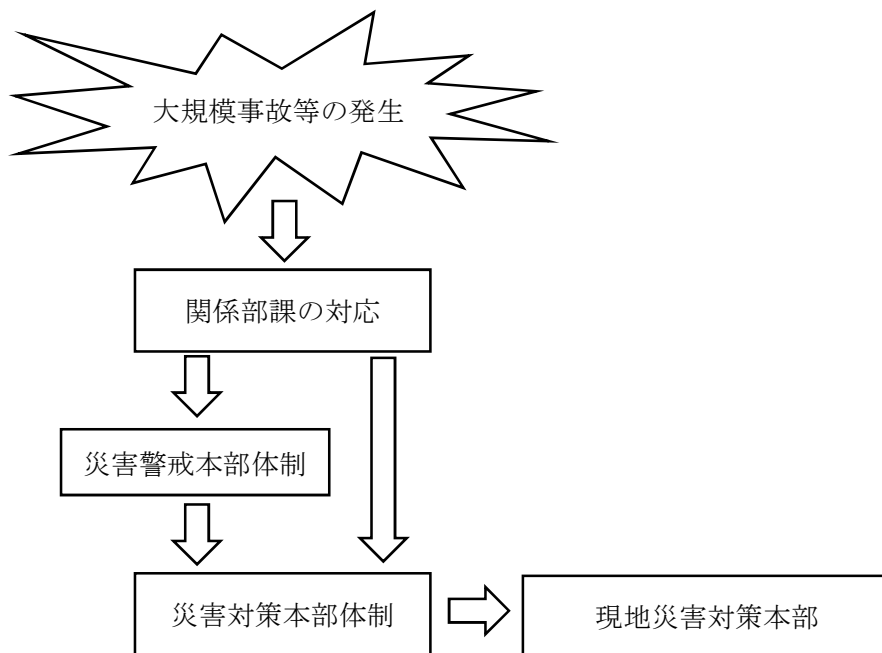 大規模事故等の発生
関係部課の対応
災害警戒本部体制
災害対策本部体制
現地災害対策本部